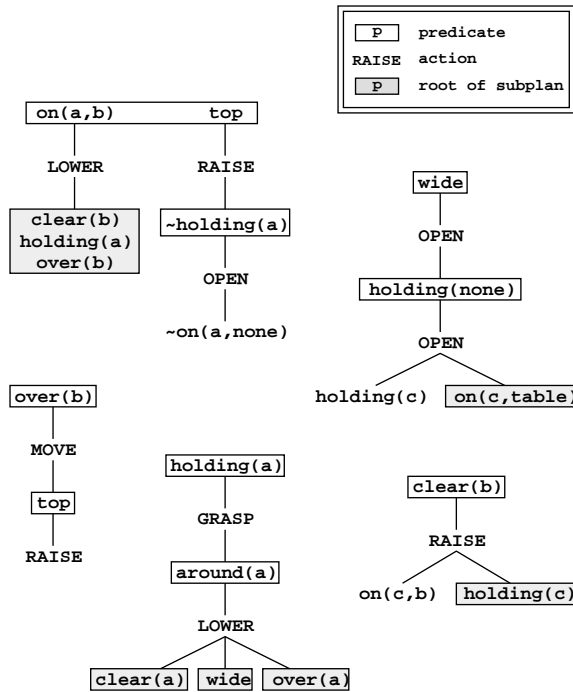 P predicate
RAISE action
P root of subplan
on(a,b) top
LOWER RAISE
clear(b)
holding(a)
over(b)
~holding(a)
OPEN
~on(a,none)
wide
OPEN
holding(none)
OPEN
holding(c) on(c,table)
over(b)
MOVE
top
RAISE
holding(a)
GRASP
around(a)
LOWER
clear(a) wide over(a)
clear(b)
RAISE
on(c,b) holding(c)